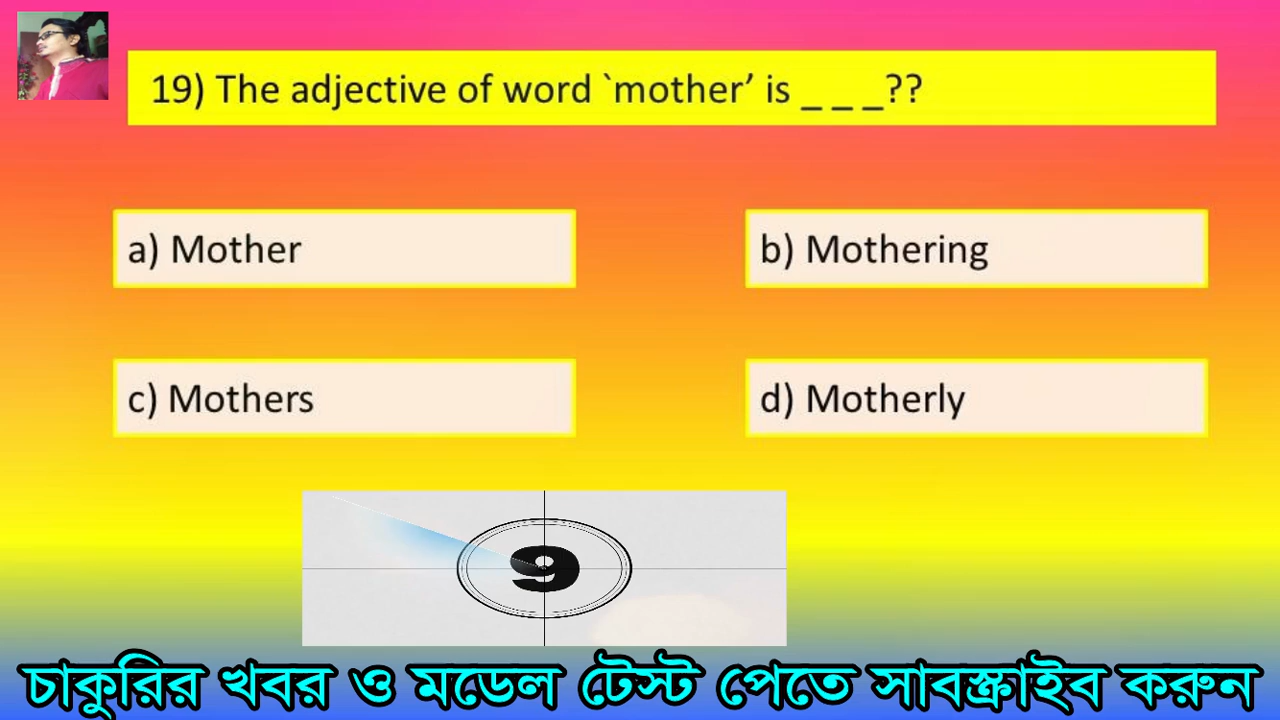 19) The adjective of word `mother’ is _ _ _??
a) Mother
b) Mothering
c) Mothers
d) Motherly
9
চাকুরির খবর ও মডেল টেস্ট পেতে সাবস্ক্রাইব করুন